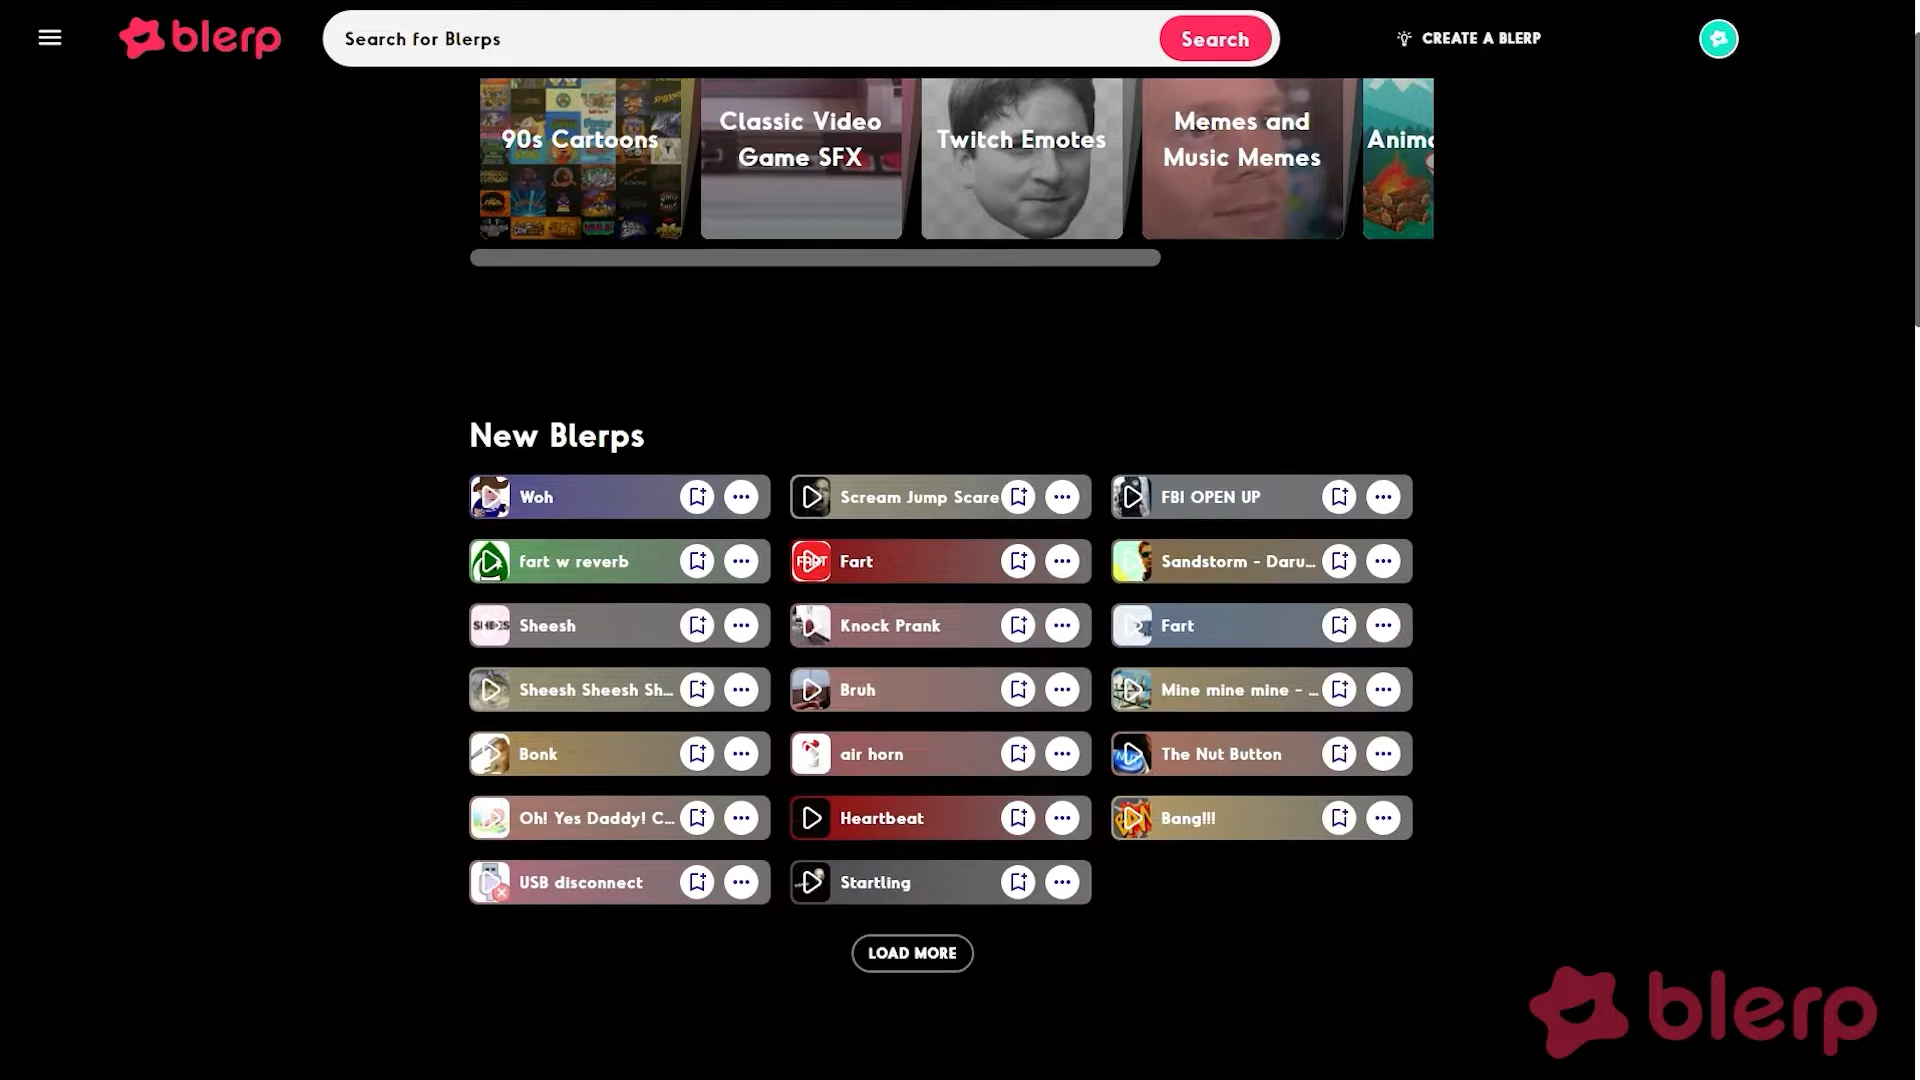 blerp
Search for Blerps
Search
CREATE A BLERP
90s Cartoons
Classic Video
Game SFX
Twitch Emotes
Memes and
Music Memes
Anim
New Blerps
Woh
Scream Jump Scare
FBI OPEN UP
fart w reverb
FART
Fart
Sandstorm - Daru...
Sheesh
Knock Prank
Fart
Sheesh Sheesh Sh...
Bruh
Mine mine mine - ...
Bonk
air horn
The Nut Button
Oh! Yes Daddy! C...
Heartbeat
Bang!!!
USB disconnect
Startling
LOAD MORE
blerp